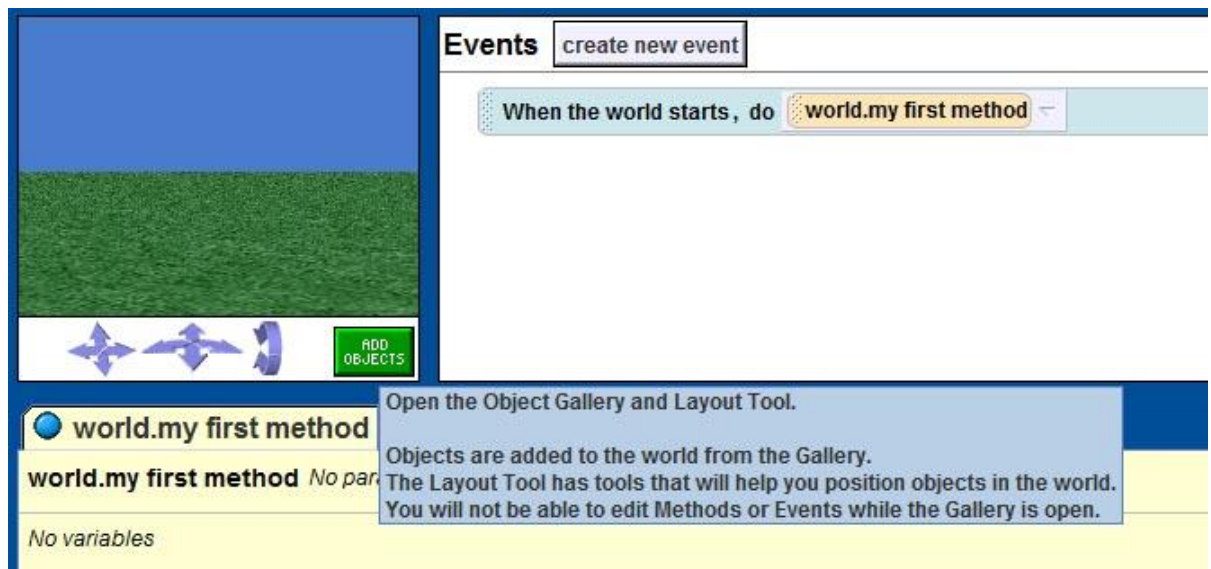 Events create new event
When the world starts, do world.my first method
ADD
OBJECTS
world.my first method
world.my first method No par
No variables
Open the Object Gallery and Layout Tool.
Objects are added to the world from the Gallery.
The Layout Tool has tools that will help you position objects in the world.
You will not be able to edit Methods or Events while the Gallery is open.